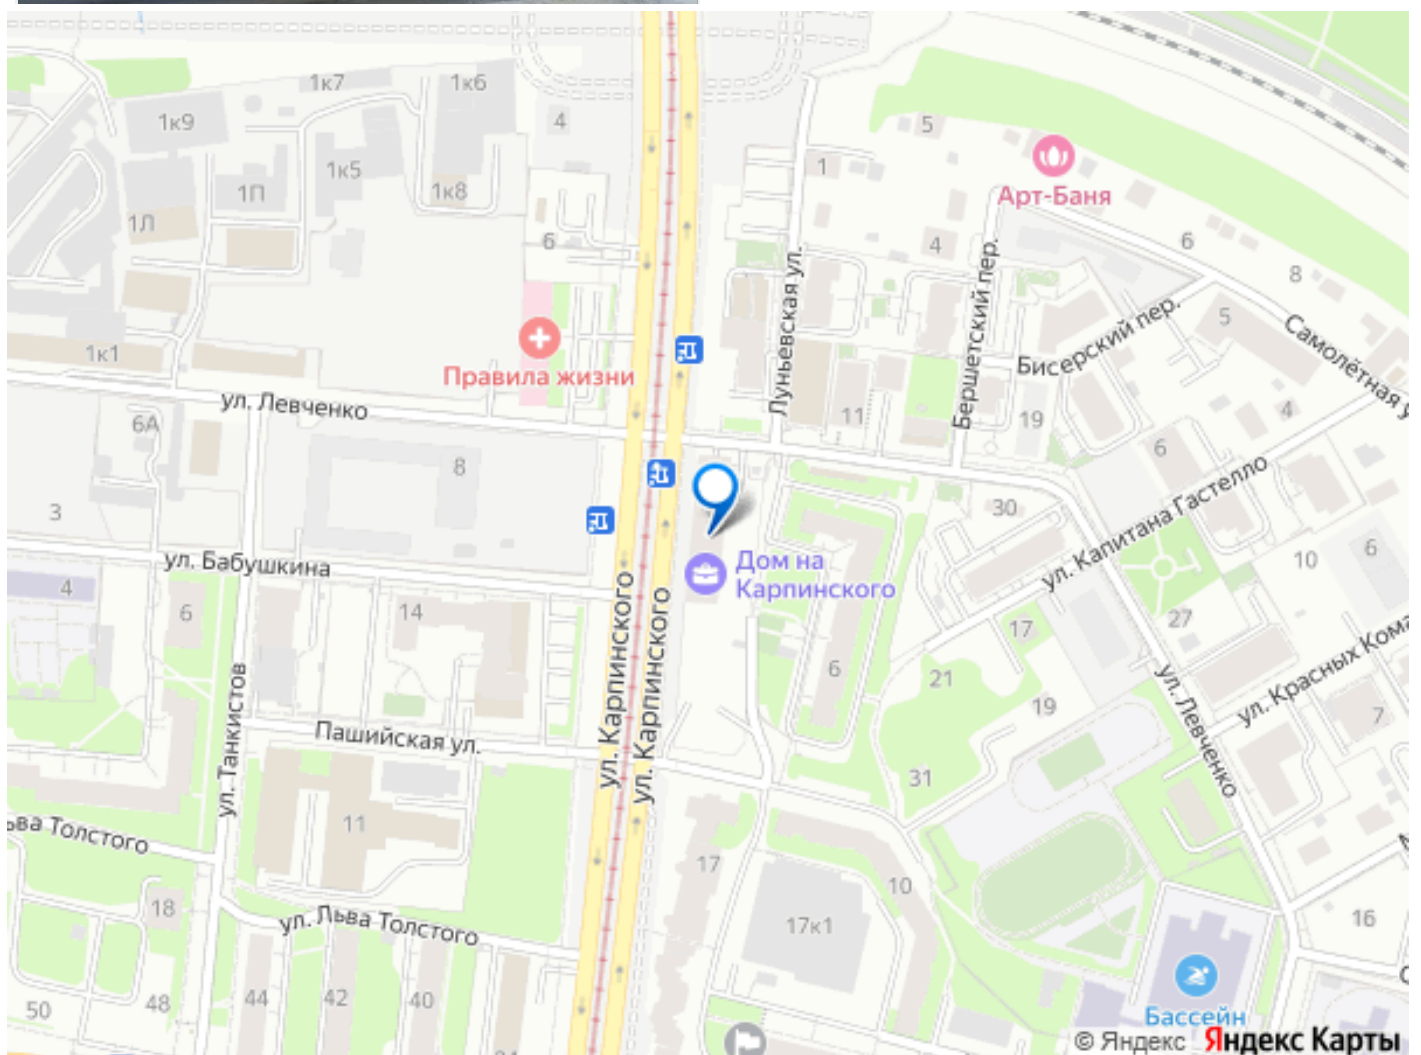 1к7
1к6
1к9
4
5
1к5
1
1П
1к8
Арт-Баня
1Л
6
4
6
8
Луньевская ул.
Бершетский пер.
Бисерский пер.
5
Самолётная у
1к1
Правила жизни
ул. Левченко
4
11
19
6А
8
6
3
30
ул. Капитана Гастелло
ул. Бабушкина
Дом на
Карпинского
10
6
4
6
14
ул. Карпинского
ул. Карпинского
17
27
6
21
19
ул. Красных Кома
7
ул. Танкистов
Пашийская ул.
ул. Левченко
31
11
ьва Толстого
17
10
18
17к1
16
ул. Льва Толстого
50
48
44
42
40
Бассейн
© Яндекс Яндекс Карты